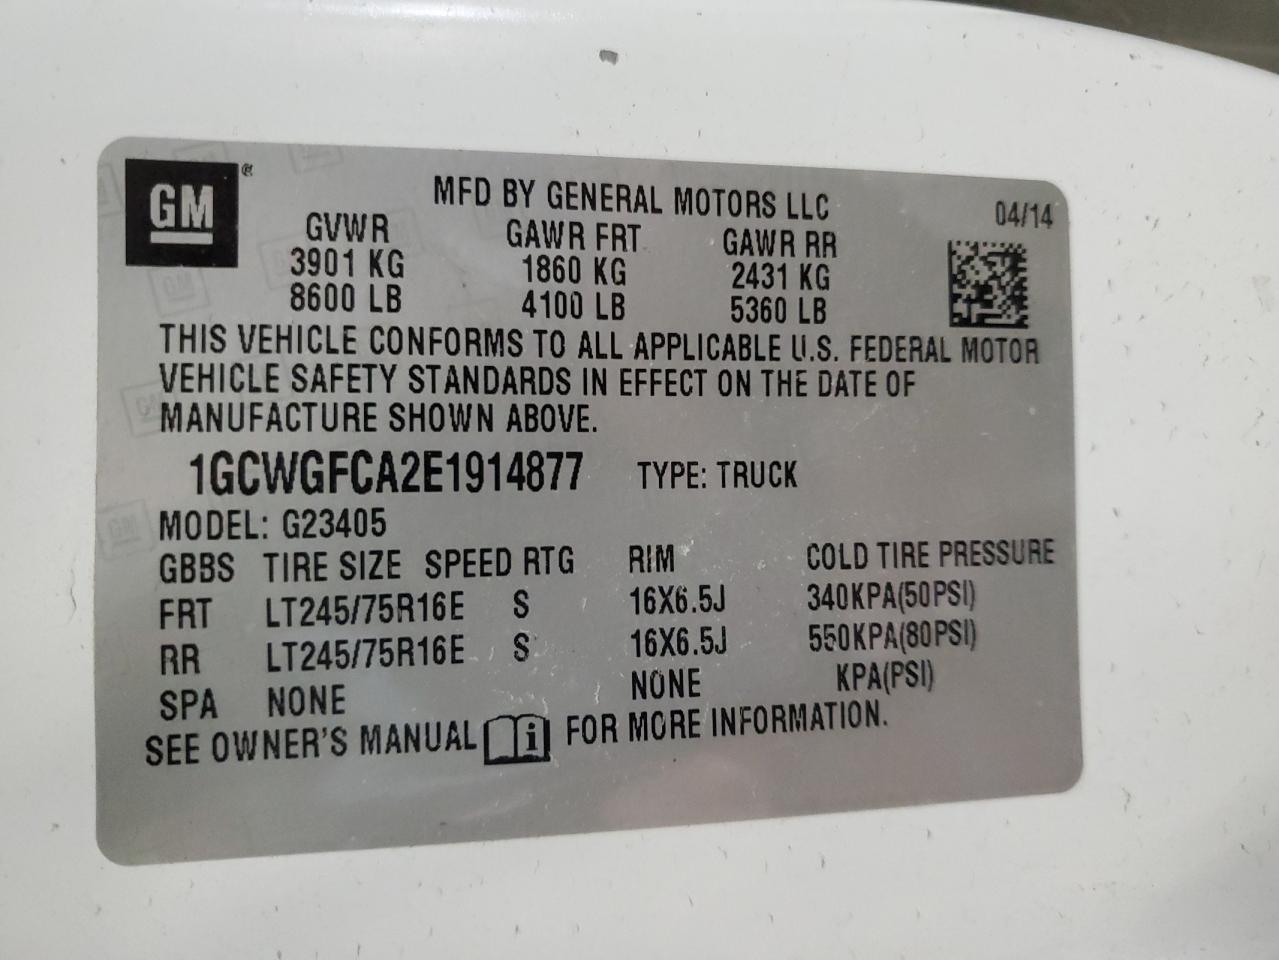 GM ®
MFD BY GENERAL MOTORS LLC 04/14
GVWR GAWR FRT GAWR RR
3901 KG 1860 KG 2431 KG
8600 LB 4100 LB 5360 LB
THIS VEHICLE CONFORMS TO ALL APPLICABLE U.S. FEDERAL MOTOR
VEHICLE SAFETY STANDARDS IN EFFECT ON THE DATE OF
MANUFACTURE SHOWN ABOVE.
1GCWGFCA2E1914877 TYPE: TRUCK
MODEL: G23405
GBBS TIRE SIZE SPEED RTG RIM COLD TIRE PRESSURE
FRT LT245/75R16E S 16X6.5J 340KPA(50PSI)
RR LT245/75R16E S 16X6.5J 550KPA(80PSI)
SPA NONE NONE KPA(PSI)
SEE OWNER'S MANUAL i FOR MORE INFORMATION.